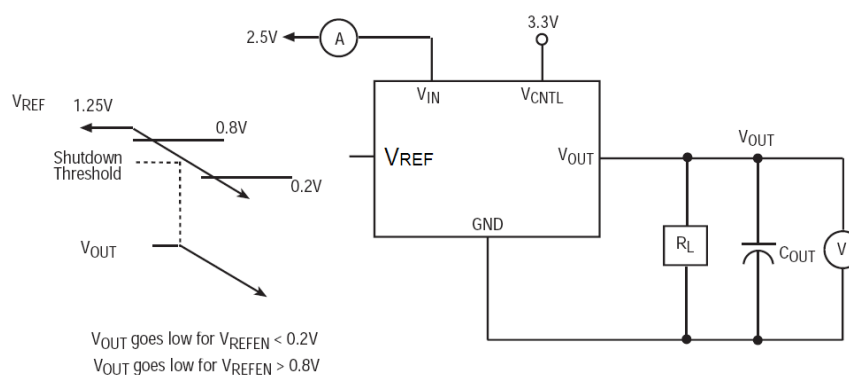 2.5V
A
3.3V
VIN
VCNTL
VREF
1.25V
0.8V
Shutdown
Threshold
0.2V
VREF
VOUT
VOUT
GND
RL
COUT
V
VOUT
VOUT goes low for VREFEN < 0.2V
VOUT goes low for VREFEN > 0.8V